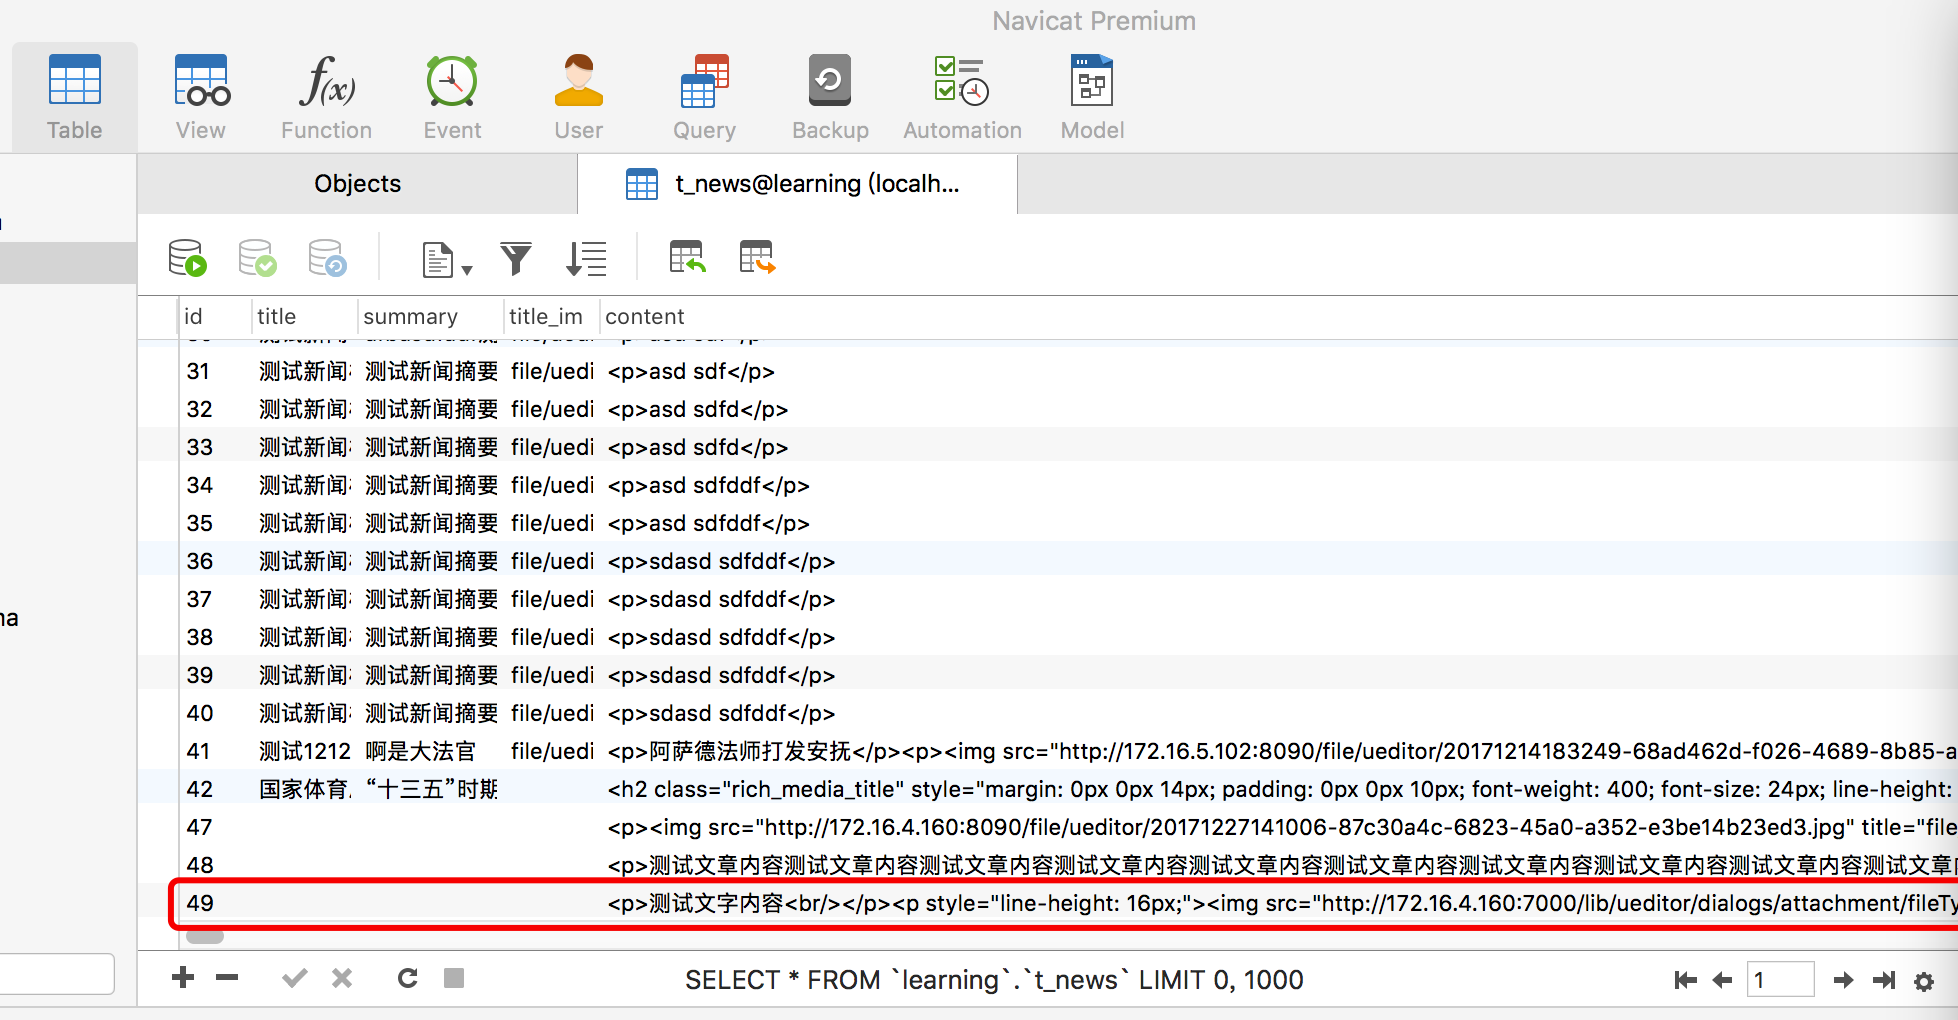 Navicat Premium
Table View Function Event User Query Backup Automation Model
Objects t_news@learning (localh...
id title summary title_im content
31 测试新闻 测试新闻摘要 file/uedi <p>asd sdf</p>
32 测试新闻 测试新闻摘要 file/uedi <p>asd sdfd</p>
33 测试新闻 测试新闻摘要 file/uedi <p>asd sdfd</p>
34 测试新闻 测试新闻摘要 file/uedi <p>asd sdfddf</p>
35 测试新闻 测试新闻摘要 file/uedi <p>asd sdfddf</p>
36 测试新闻 测试新闻摘要 file/uedi <p>sdasd sdfddf</p>
37 测试新闻 测试新闻摘要 file/uedi <p>sdasd sdfddf</p>
38 测试新闻 测试新闻摘要 file/uedi <p>sdasd sdfddf</p>
39 测试新闻 测试新闻摘要 file/uedi <p>sdasd sdfddf</p>
40 测试新闻 测试新闻摘要 file/uedi <p>sdasd sdfddf</p>
41 测试1212 啊是大法官 file/uedi <p>阿萨德法师打发安抚</p><p><img src="http://172.16.5.102:8090/file/ueditor/20171214183249-68ad462d-f026-4689-8b85-a
42 国家体育 “十三五”时期 <h2 class="rich_media_title" style="margin: 0px 0px 14px; padding: 0px 0px 10px; font-weight: 400; font-size: 24px; line-height:
47 <p><img src="http://172.16.4.160:8090/file/ueditor/20171227141006-87c30a4c-6823-45a0-a352-e3be14b23ed3.jpg" title="file
48 <p>测试文章内容测试文章内容测试文章内容测试文章内容测试文章内容测试文章内容测试文章内容测试文章内容测试文章内容测试文章
49 <p>测试文字内容<br/></p><p style="line-height: 16px;"><img src="http://172.16.4.160:7000/lib/ueditor/dialogs/attachment/fileTy
na
SELECT * FROM `learning`.`t_news` LIMIT 0, 1000
1